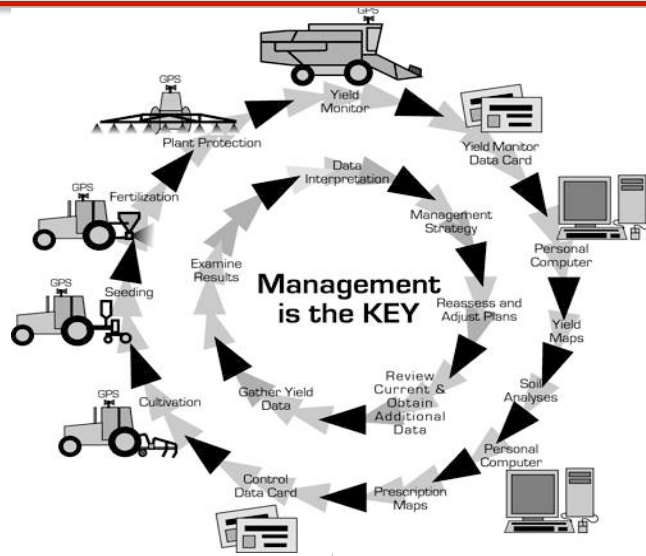 GPS
Yield
Monitor
Yield Monitor
Data Card
Personal
Computer
Yield
Maps
Soil
Analyses
Personal
Computer
Prescription
Maps
Control
Data Card
GPS
Cultivation
GPS
Seeding
GPS
Fertilization
GPS
Plant Protection
Data
Interpretation
Management
Strategy
Reassess and
Adjust Plans
Review
Current &
Obtain
Additional
Data
Gather Yield
Data
Examine
Results
Management
is the KEY